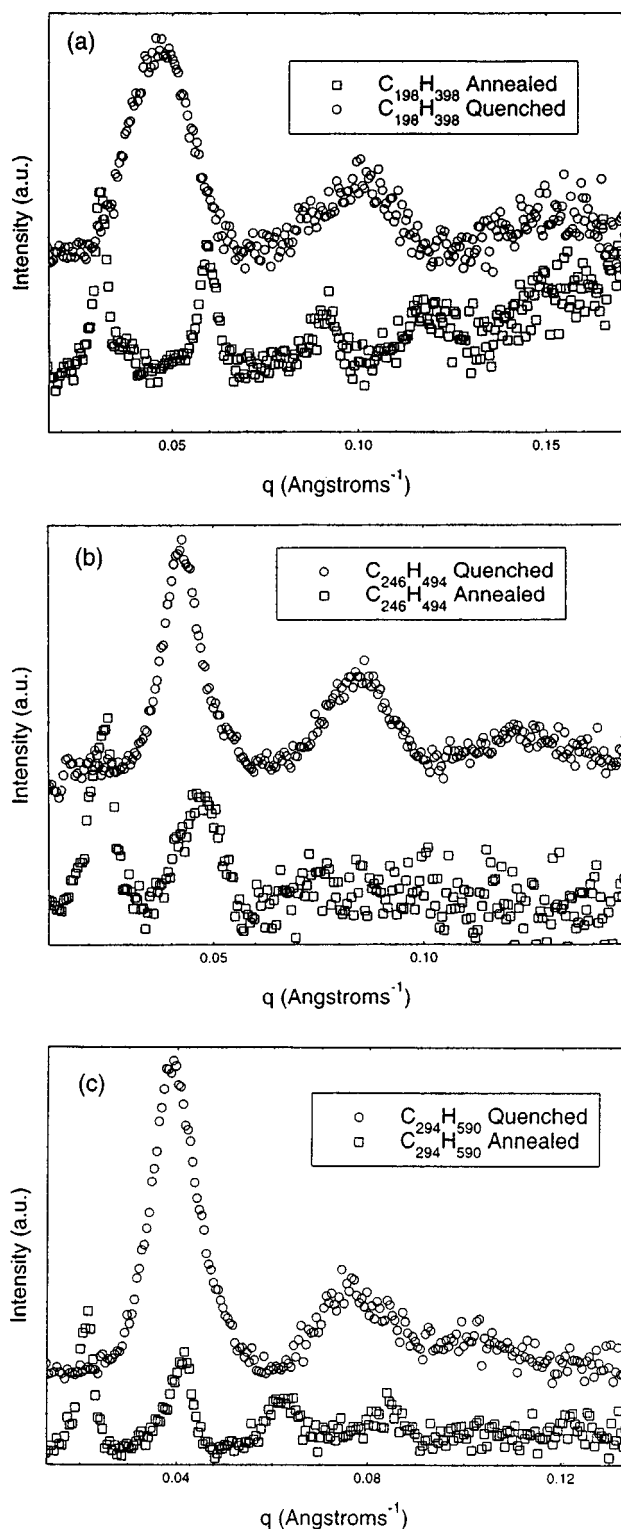 (a)
C₁₉₈H₃₉₈ Annealed
C₁₉₈H₃₉₈ Quenched
Intensity (a.u.)
0.05 0.10 0.15
q (Angstroms⁻¹)
(b)
C₂₄₆H₄₉₄ Quenched
C₂₄₆H₄₉₄ Annealed
Intensity (a.u.)
0.05 0.10
q (Angstroms⁻¹)
(c)
C₂₉₄H₅₉₀ Quenched
C₂₉₄H₅₉₀ Annealed
Intensity (a.u.)
0.04 0.08 0.12
q (Angstroms⁻¹)